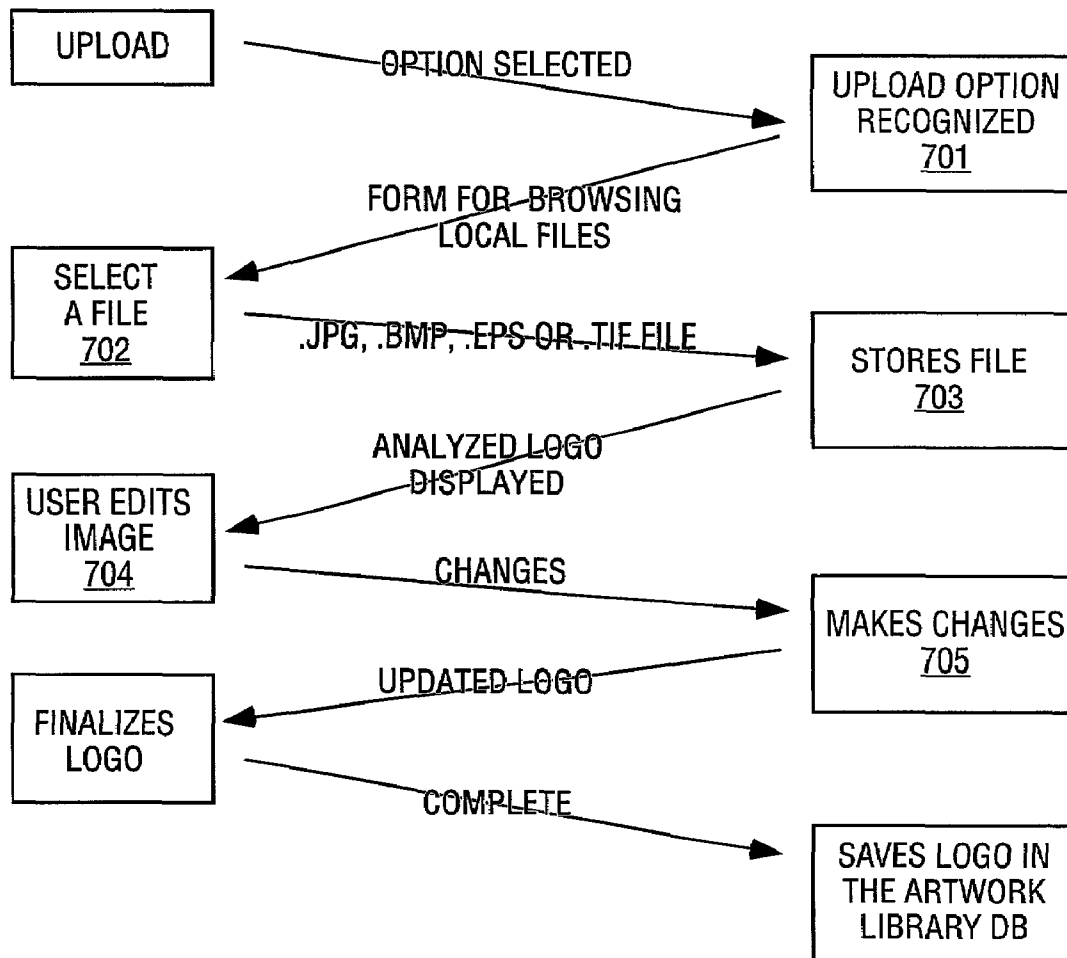 UPLOAD
OPTION SELECTED
UPLOAD OPTION
RECOGNIZED
701
FORM FOR BROWSING
LOCAL FILES
SELECT
A FILE
702
.JPG, .BMP, .EPS OR .TIF FILE
STORES FILE
703
ANALYZED LOGO
DISPLAYED
USER EDITS
IMAGE
704
CHANGES
MAKES CHANGES
705
UPDATED LOGO
FINALIZES
LOGO
COMPLETE
SAVES LOGO IN
THE ARTWORK
LIBRARY DB